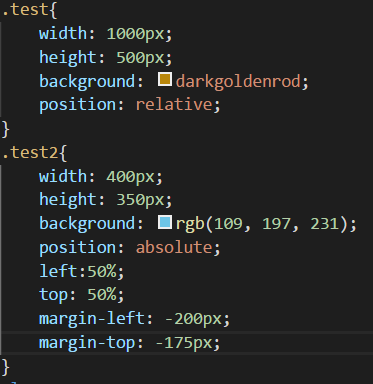 .test{
    width: 1000px;
    height: 500px;
    background: darkgoldenrod;
    position: relative;
}
.test2{
    width: 400px;
    height: 350px;
    background: rgb(109, 197, 231);
    position: absolute;
    left:50%;
    top: 50%;
    margin-left: -200px;
    margin-top: -175px;
}